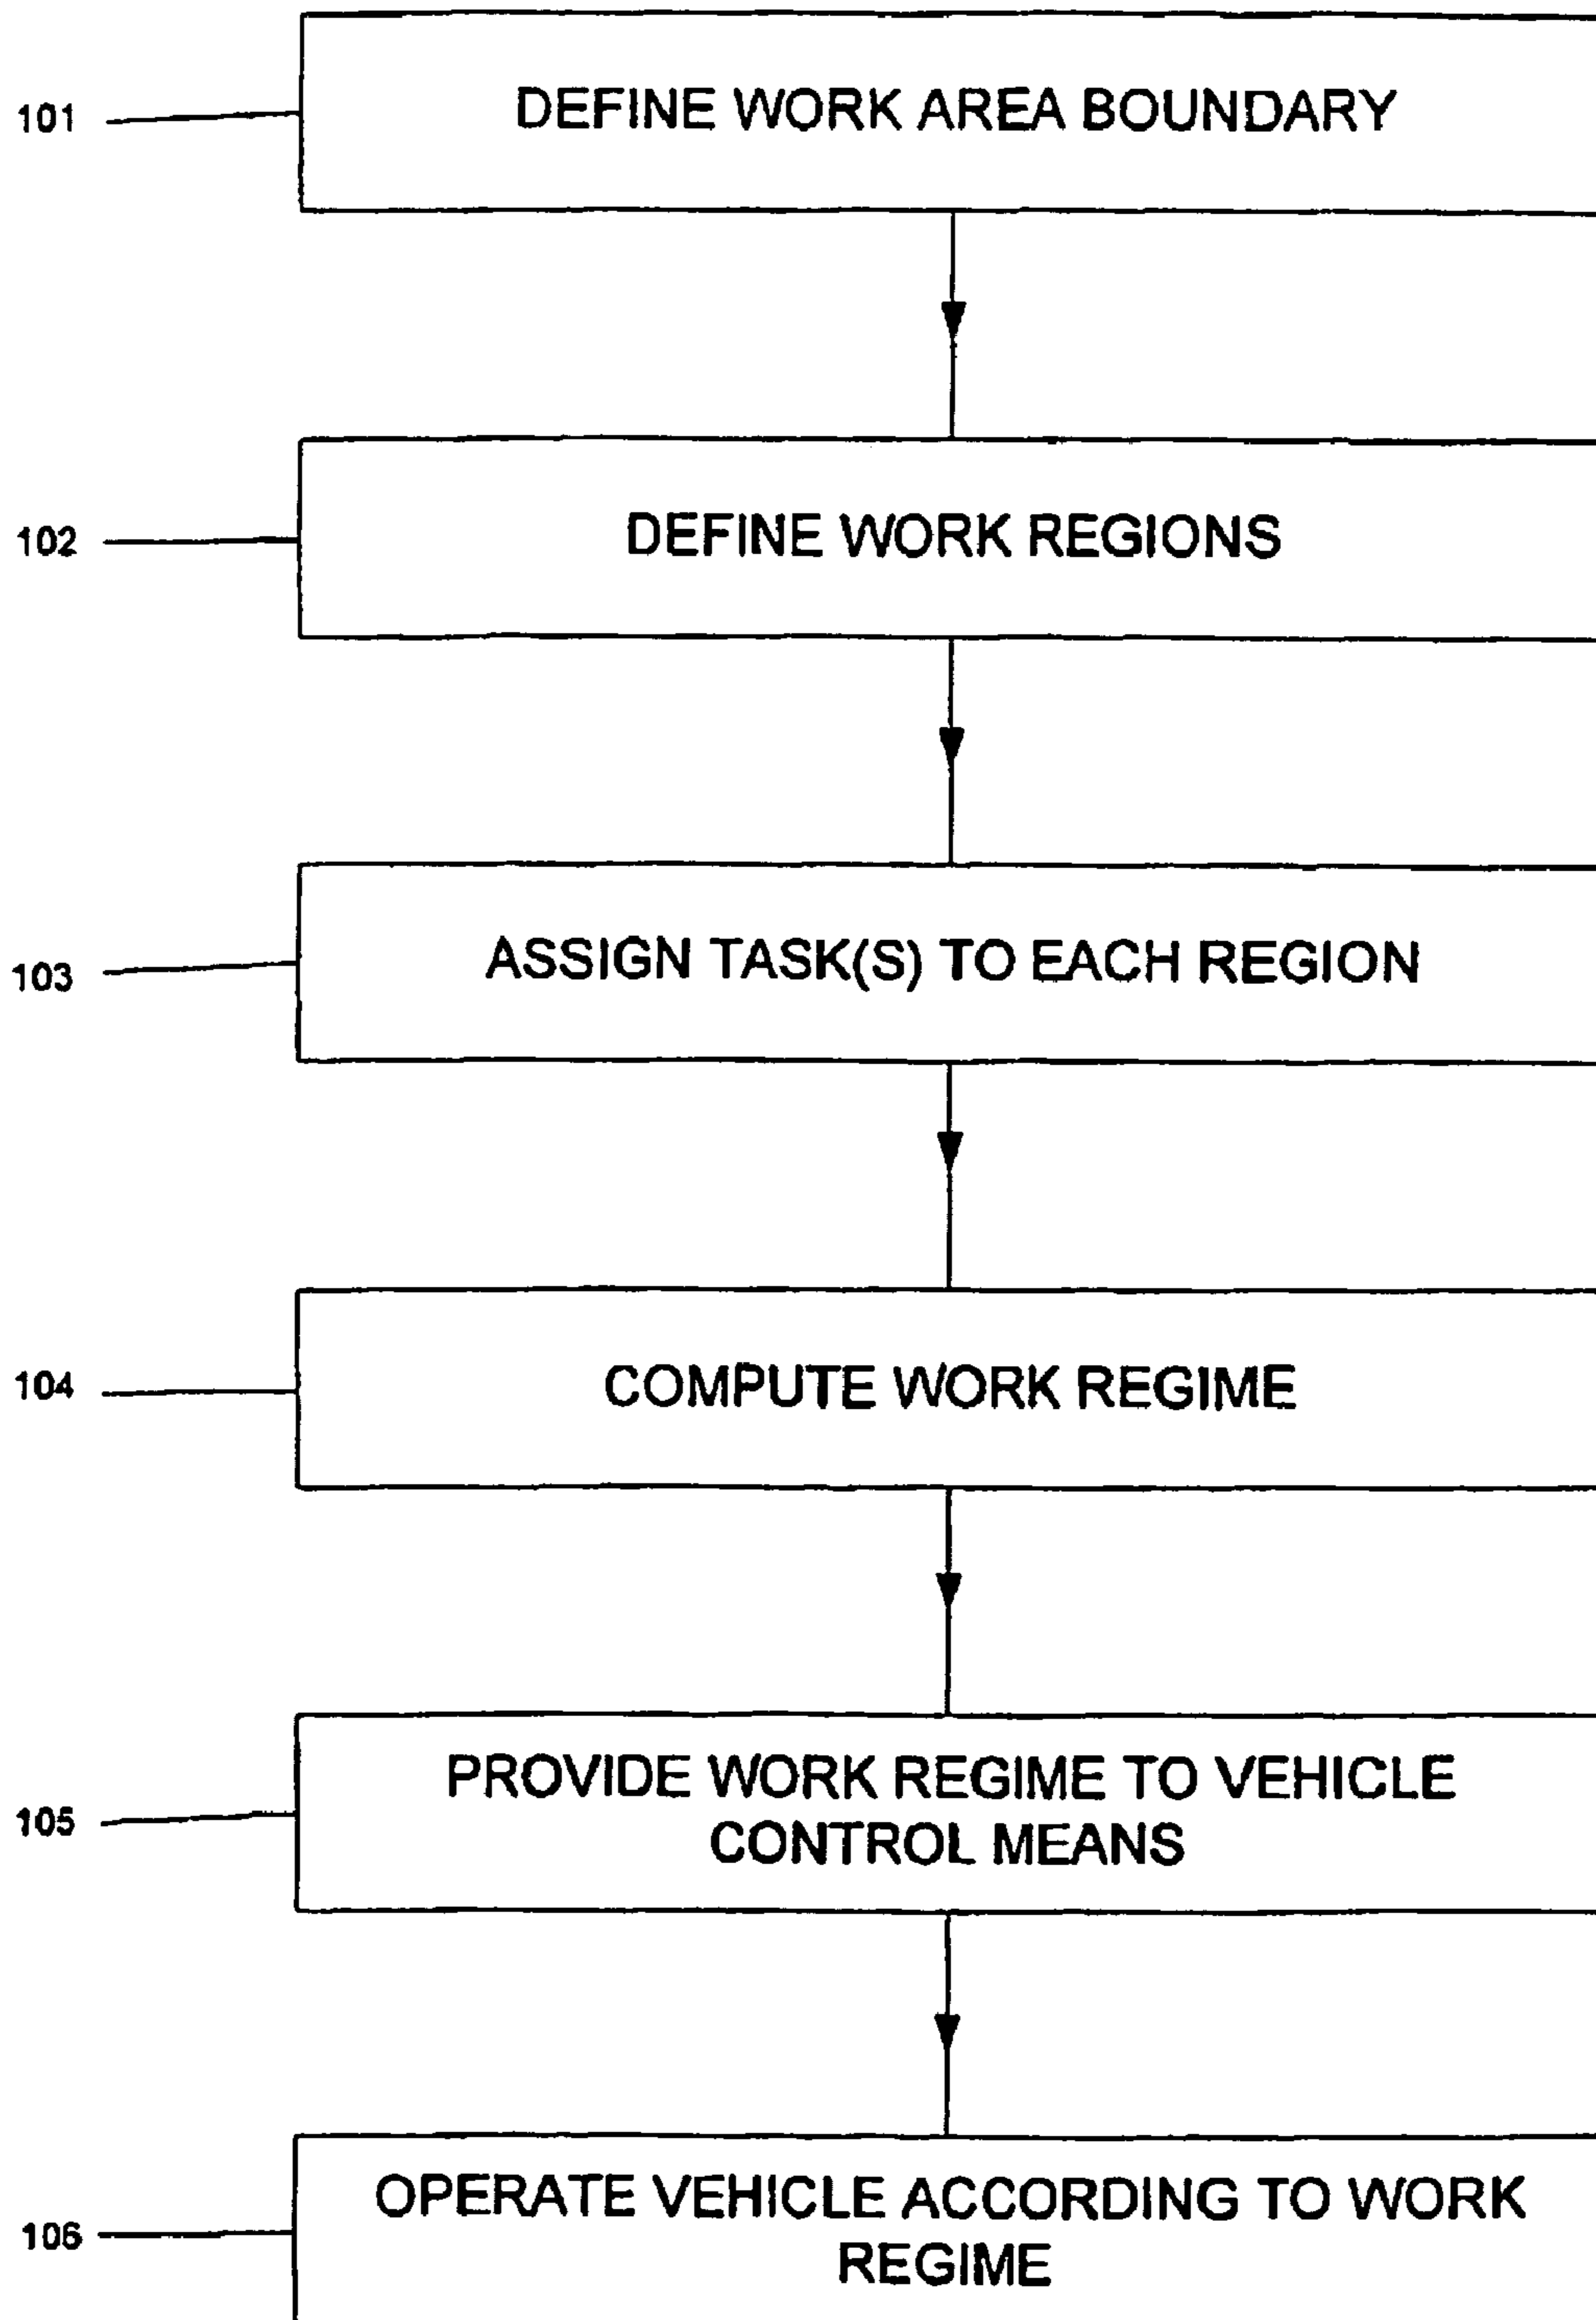 101
DEFINE WORK AREA BOUNDARY
102
DEFINE WORK REGIONS
103
ASSIGN TASK(S) TO EACH REGION
104
COMPUTE WORK REGIME
105
PROVIDE WORK REGIME TO VEHICLE
CONTROL MEANS
106
OPERATE VEHICLE ACCORDING TO WORK
REGIME